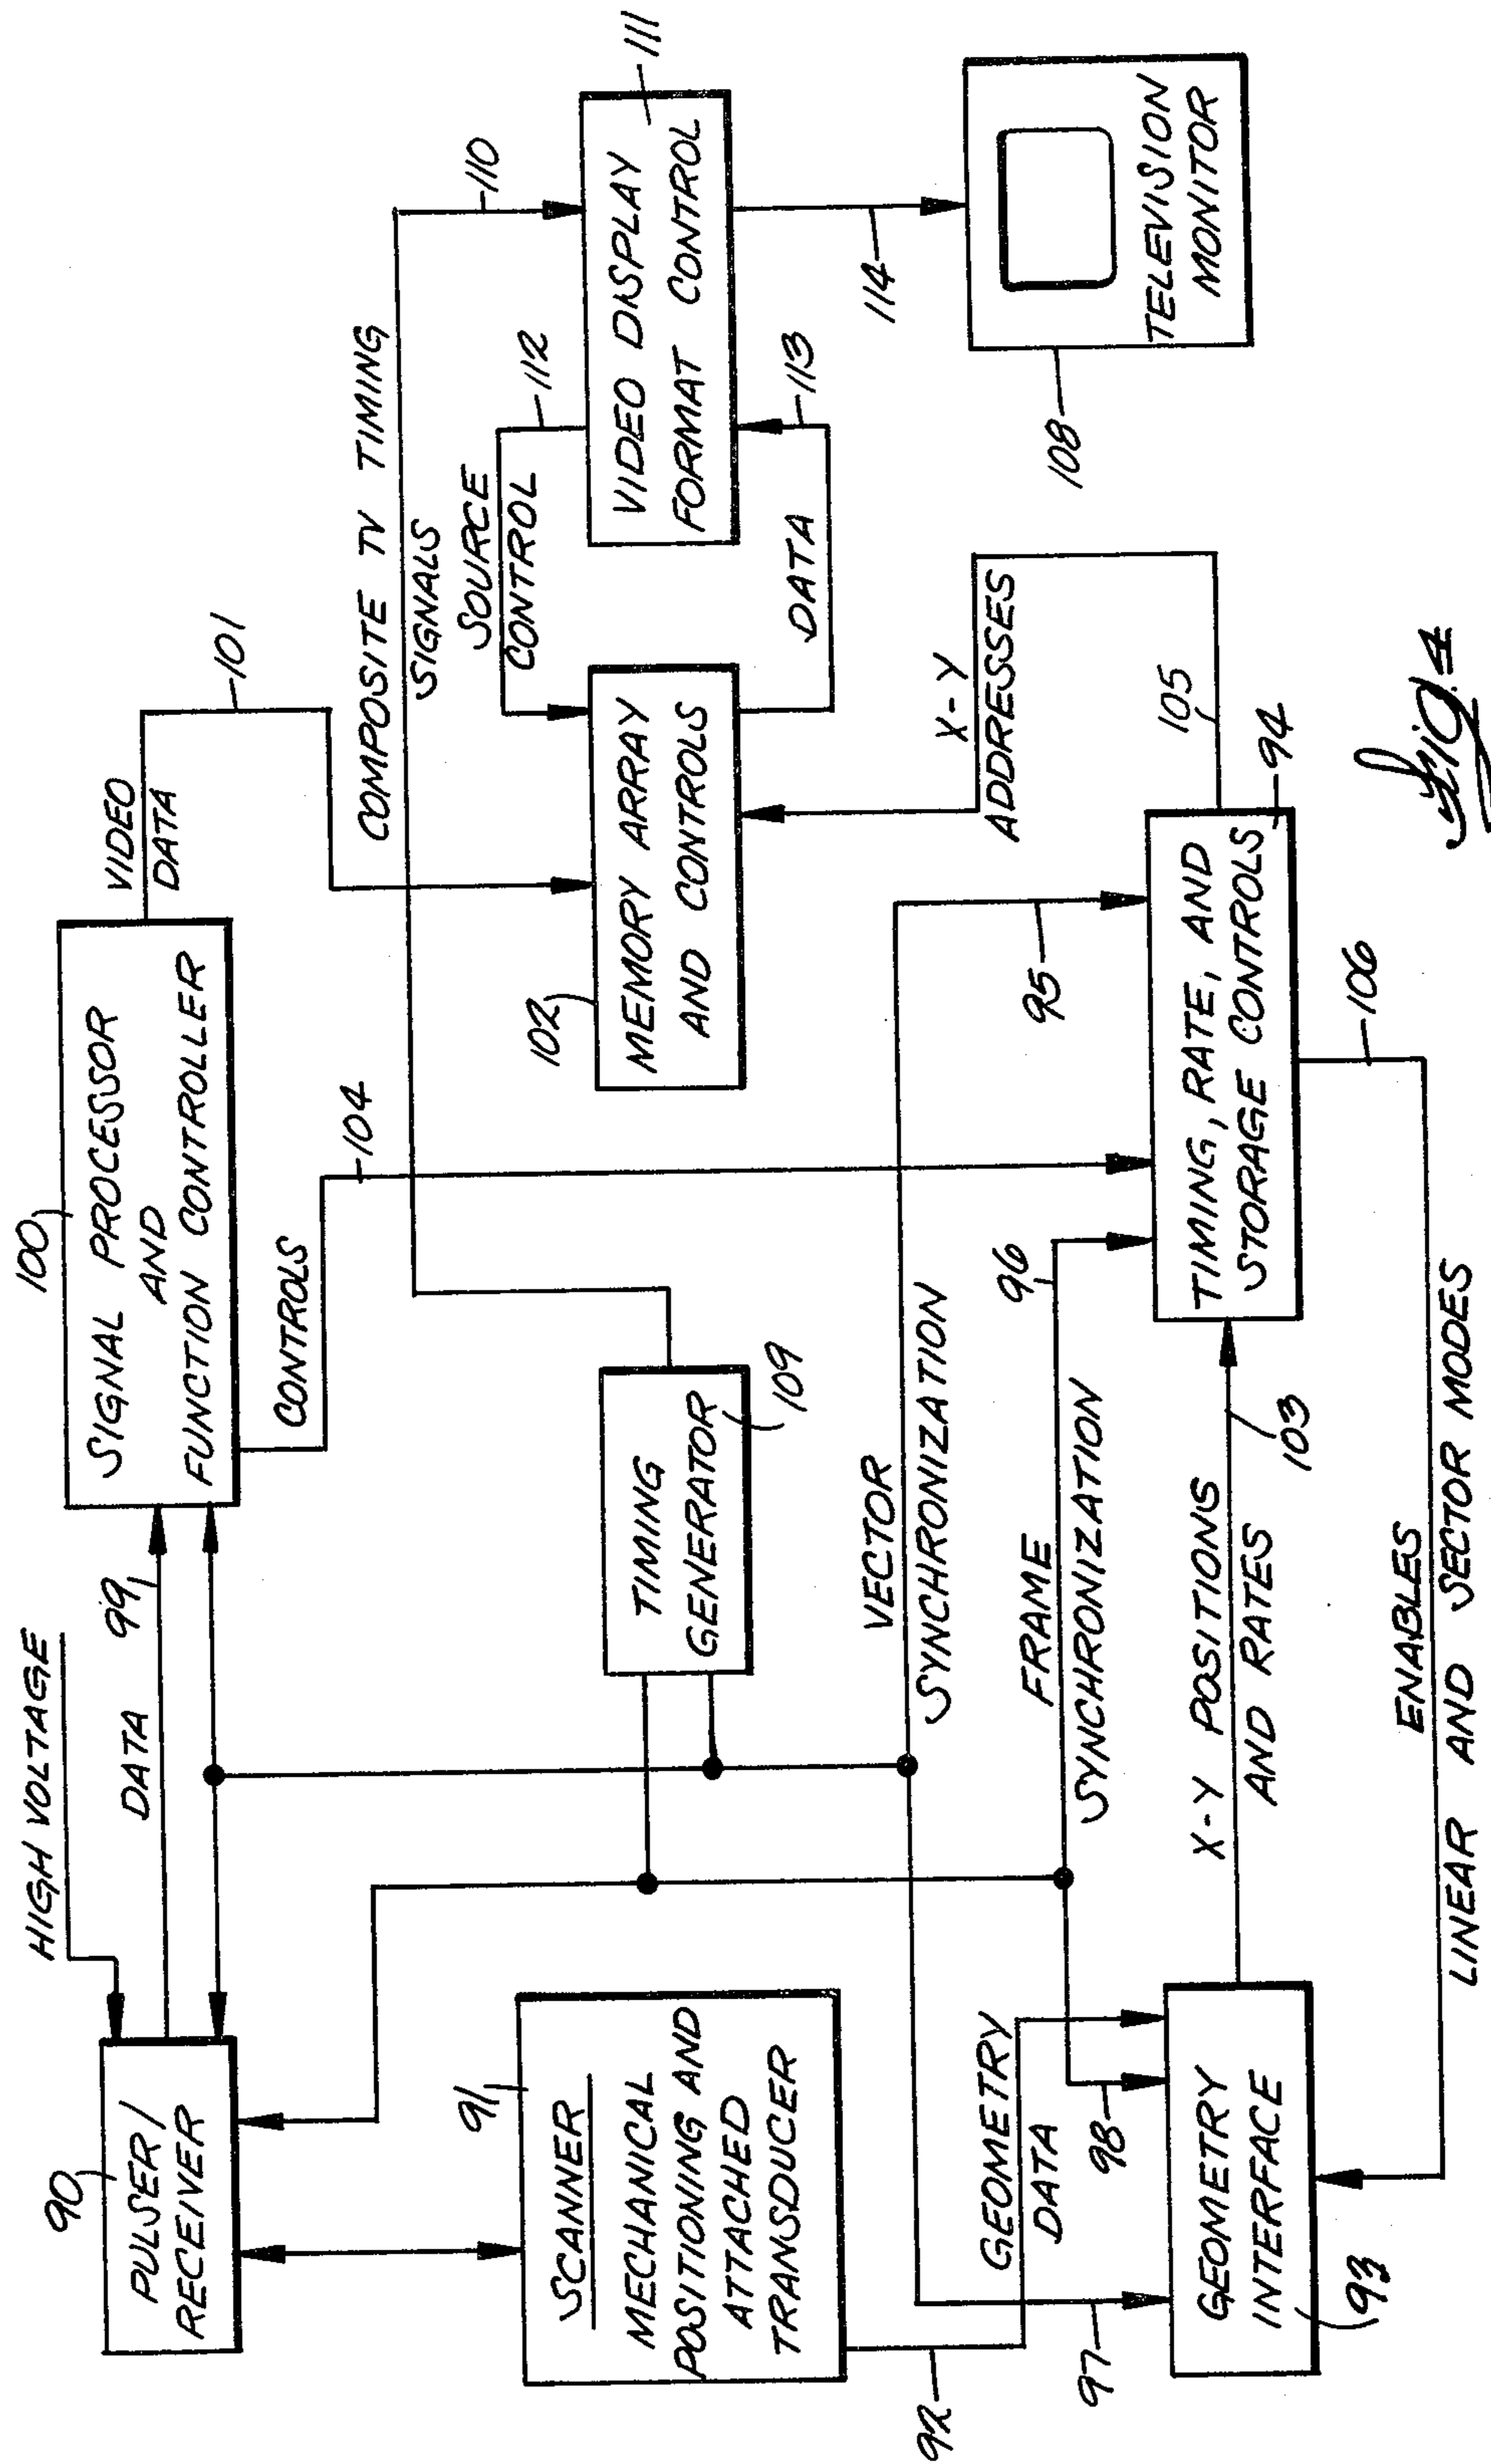 HIGH VOLTAGE
90
PULSER/
RECEIVER
DATA 99
100
SIGNAL PROCESSOR
AND
FUNCTION CONTROLLER
VIDEO
DATA
101
CONTROLS
104
COMPOSITE TV TIMING
SIGNALS
110
91
SCANNER
MECHANICAL
POSITIONING AND
ATTACHED
TRANSDUCER
TIMING
GENERATOR
109
102
MEMORY ARRAY
AND CONTROLS
SOURCE
CONTROL
112
VIDEO DISPLAY
FORMAT CONTROL
111
DATA
113
114
92
GEOMETRY
DATA
97
98
VECTOR
SYNCHRONIZATION
FRAME
SYNCHRONIZATION
96
95
X-Y
ADDRESSES
105
108
TELEVISION
MONITOR
GEOMETRY
INTERFACE
93
X-Y POSITIONS
AND RATES
103
TIMING, RATE, AND
STORAGE CONTROLS
94
106
ENABLES
LINEAR AND SECTOR MODES
Fig. 4